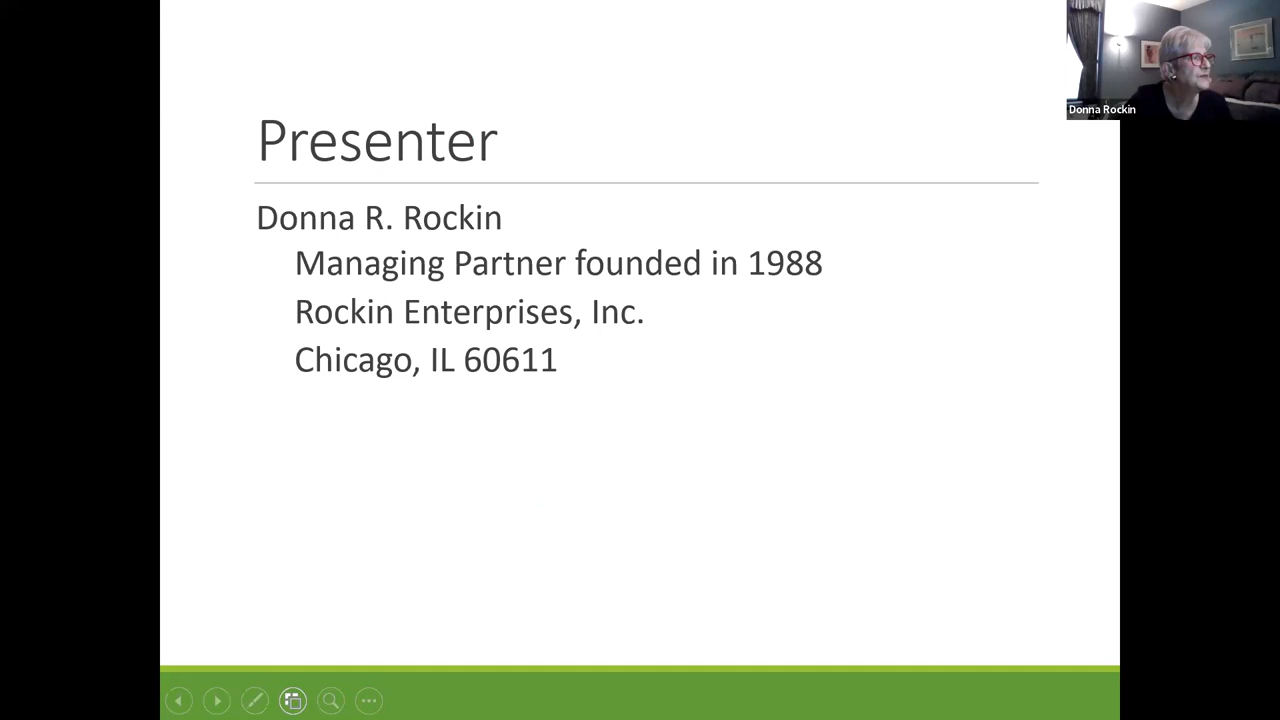 Presenter
Donna R. Rockin
Managing Partner founded in 1988
Rockin Enterprises, Inc.
Chicago, IL 60611
Donna Rockin